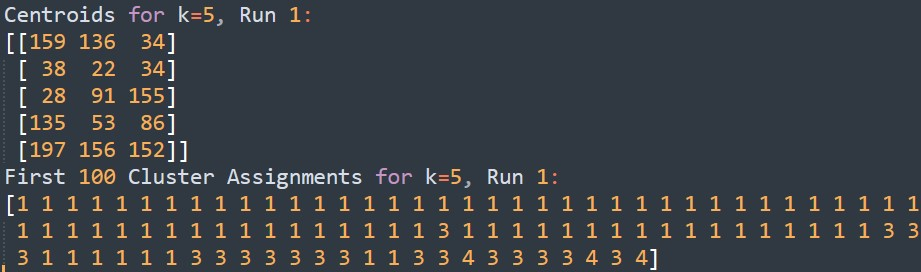 Centroids for k=5, Run 1:
[[159 136 34]
[ 38 22 34]
[ 28 91 155]
[135 53 86]
[197 156 152]]
First 100 Cluster Assignments for k=5, Run 1:
[1 1 1 1 1 1 1 1 1 1 1 1 1 1 1 1 1 1 1 1 1 1 1 1 1 1 1 1 1 1 1 1 1 1 1 1 1
1 1 1 1 1 1 1 1 1 1 1 1 1 1 1 1 1 3 1 1 1 1 1 1 1 1 1 1 1 1 1 1 1 1 1 3 3
3 1 1 1 1 1 1 3 3 3 3 3 3 3 1 1 3 3 4 3 3 3 3 4 3 4]